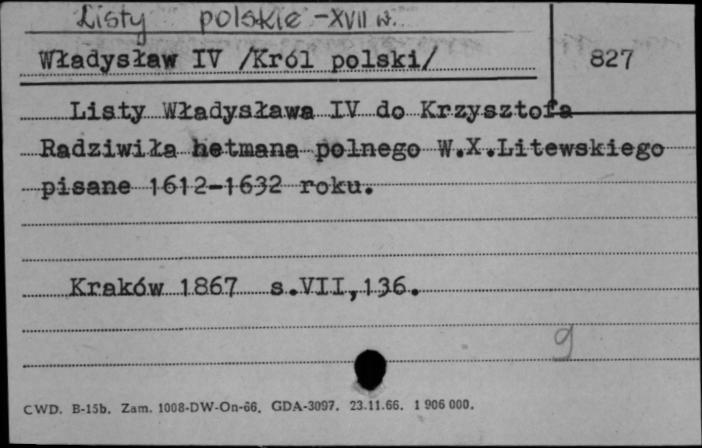 Listy polskie - XVII w.
Władysław IV /Król polski/
827
Listy Władysława IV do Krzysztofa
Radziwiła hetmana polnego W.X.Litewskiego
pisane 1612-1632 roku.
Kraków 1867 s.VII,136.
9
CWD. B-15b. Zam. 1008-DW-On-66. GDA-3097. 23.11.66. 1 906 000.